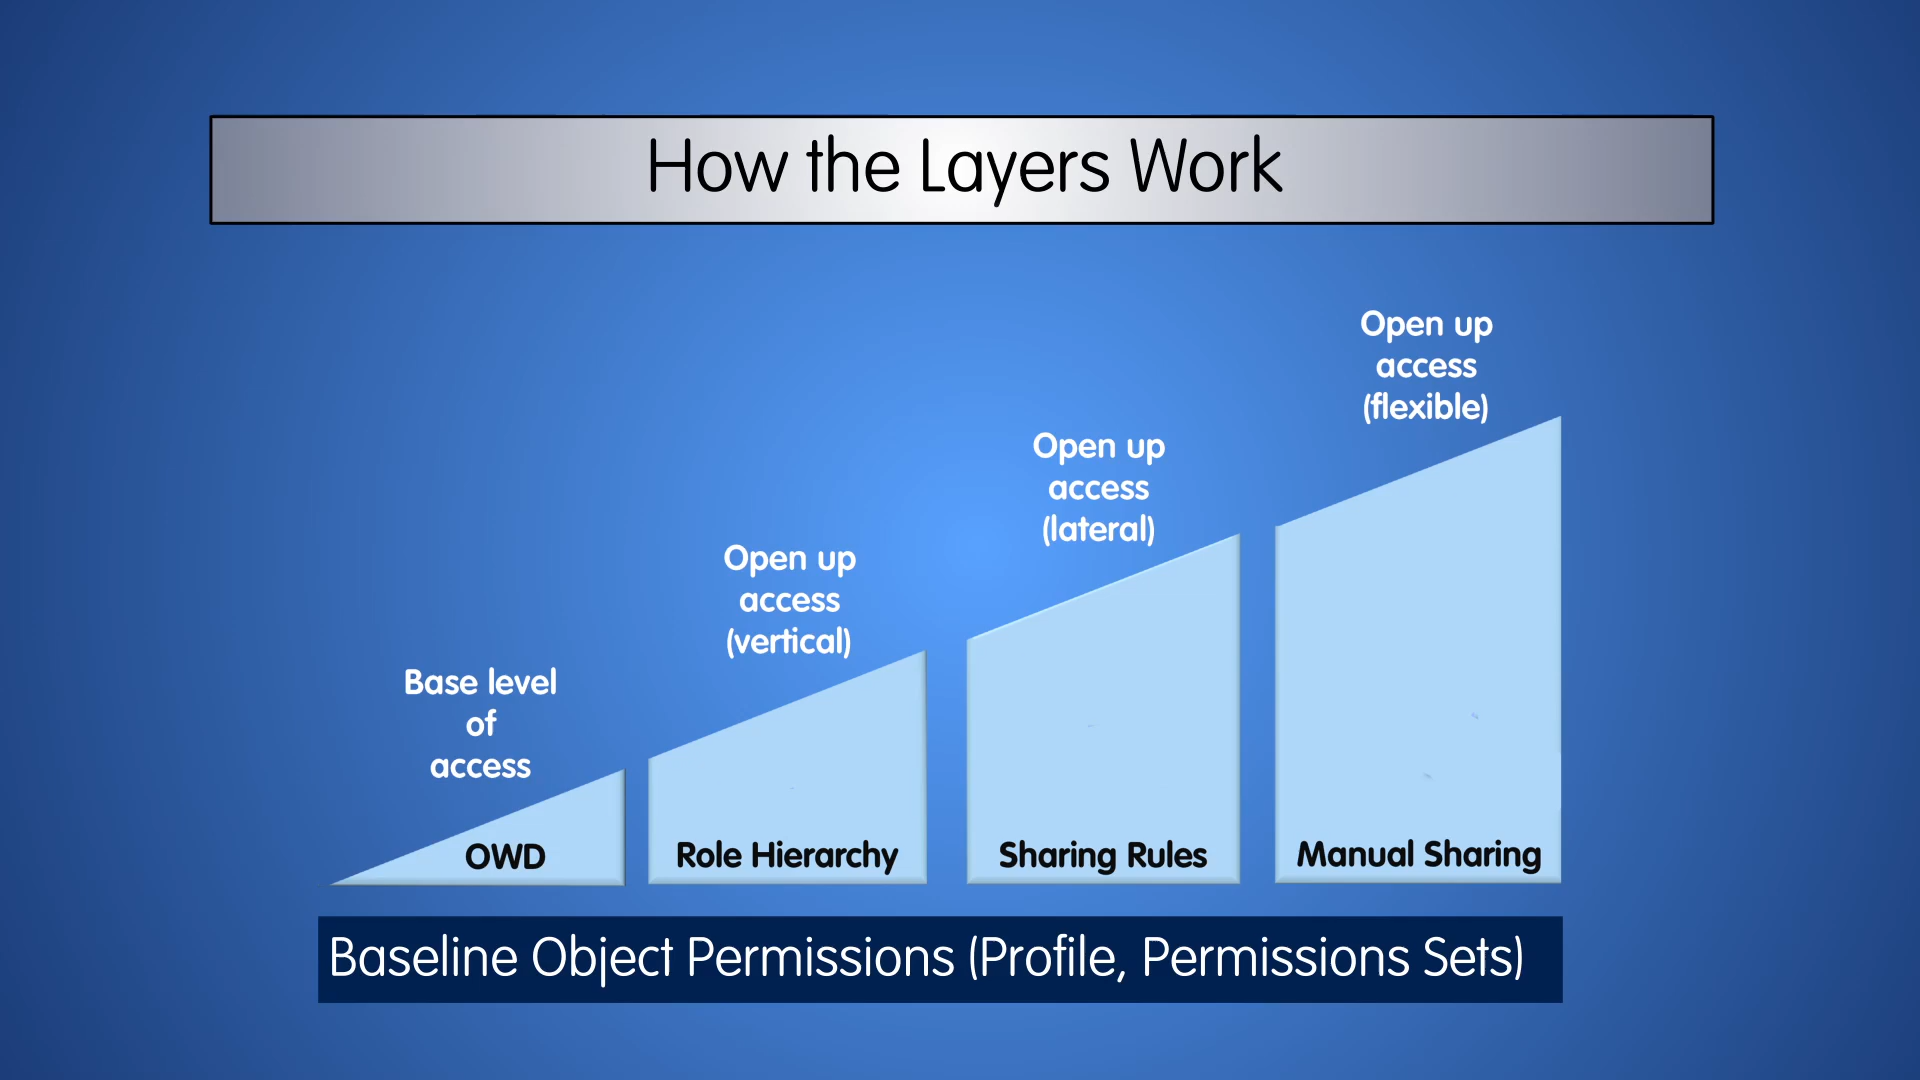 How the Layers Work
Open up
access
(flexible)
Open up
access
(lateral)
Open up
access
(vertical)
Base level
of
access
OWD
Role Hierarchy
Sharing Rules
Manual Sharing
Baseline Object Permissions (Profile, Permissions Sets)